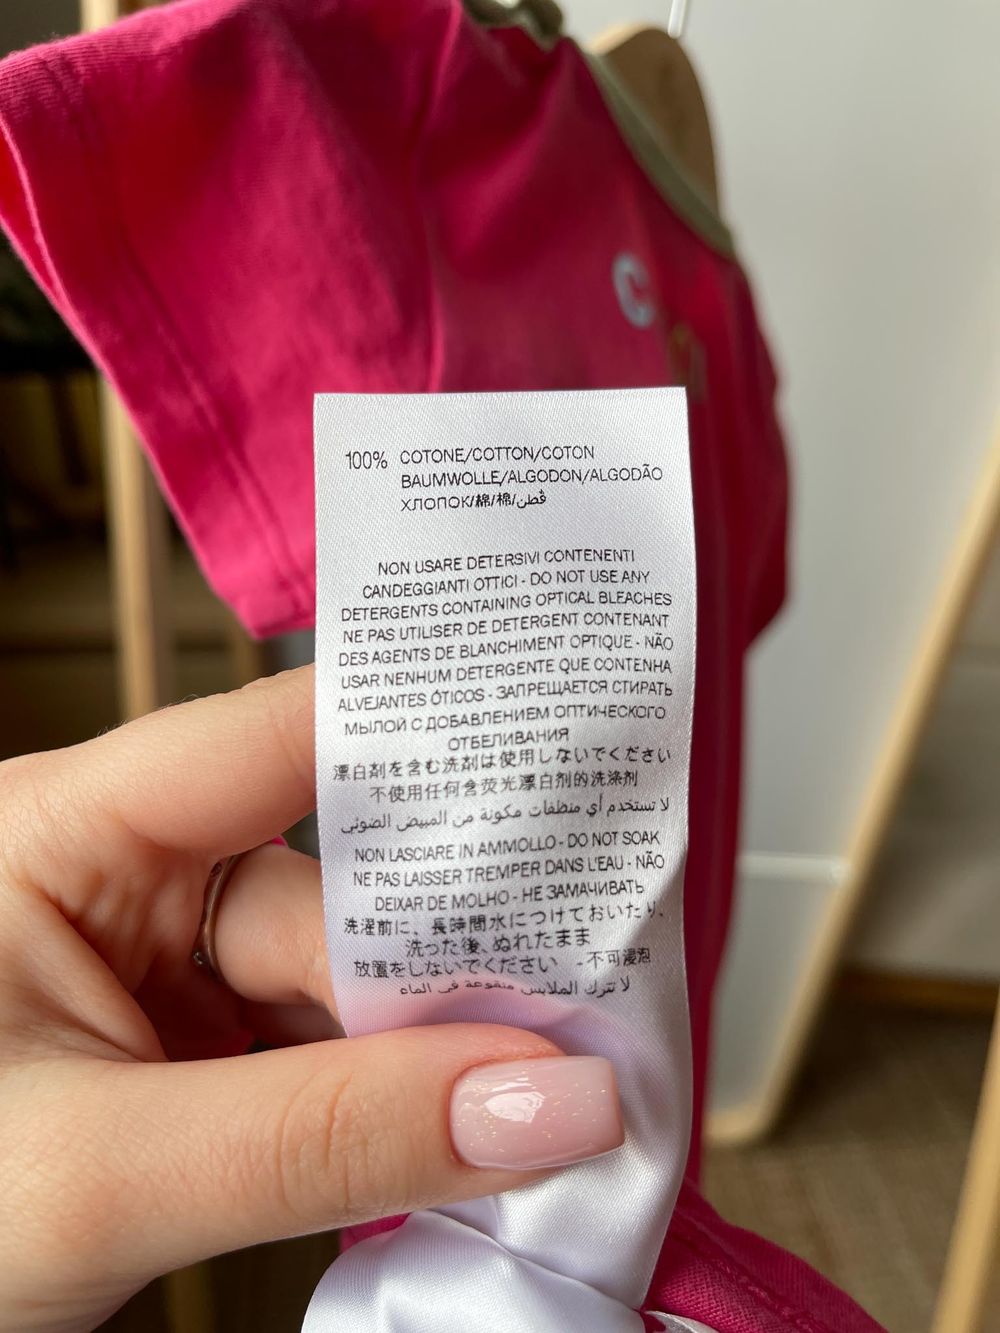 C
100% COTONE/COTTON/COTON
BAUMWOLLE/ALGODON/ALGODÃO
ХЛОПОК/綿/棉/قُطن
NON USARE DETERSIVI CONTENENTI
CANDEGGIANTI OTTICI - DO NOT USE ANY
DETERGENTS CONTAINING OPTICAL BLEACHES
NE PAS UTILISER DE DETERGENT CONTENANT
DES AGENTS DE BLANCHIMENT OPTIQUE - NÃO
USAR NENHUM DETERGENTE QUE CONTENHA
ALVEJANTES ÓTICOS - ЗАПРЕЩАЕТСЯ СТИРАТЬ
МЫЛОЙ С ДОБАВЛЕНИЕМ ОПТИЧЕСКОГО
ОТБЕЛИВАНИЯ
漂白剤を含む洗剤は使用しないでください
不使用任何含荧光漂白剂的洗涤剂
لا تستخدم أي منظفات مكونة من المبيض الضوئي
NON LASCIARE IN AMMOLLO - DO NOT SOAK
NE PAS LAISSER TREMPER DANS L'EAU - NÃO
DEIXAR DE MOLHO - НЕ ЗАМАЧИВАТЬ
洗濯前に、長時間水につけておいたり、
洗った後、ぬれたまま
放置をしないでください - 不可浸泡
لا تترك الملابس منقوعة في الماء